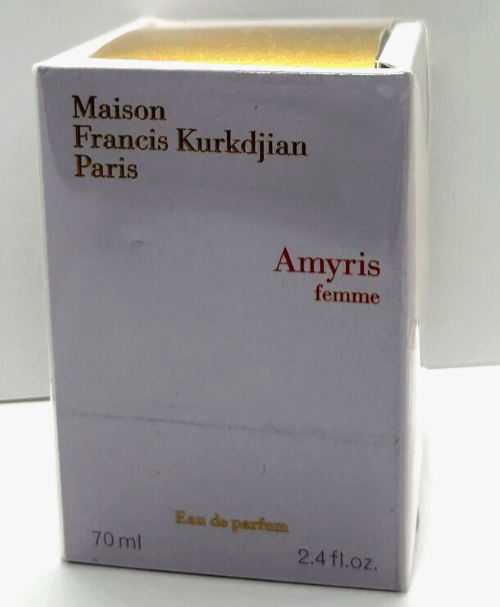 Maison
Francis Kurkdjian
Paris
Amyris
femme
Eau de parfum
70 ml
2.4 fl.oz.